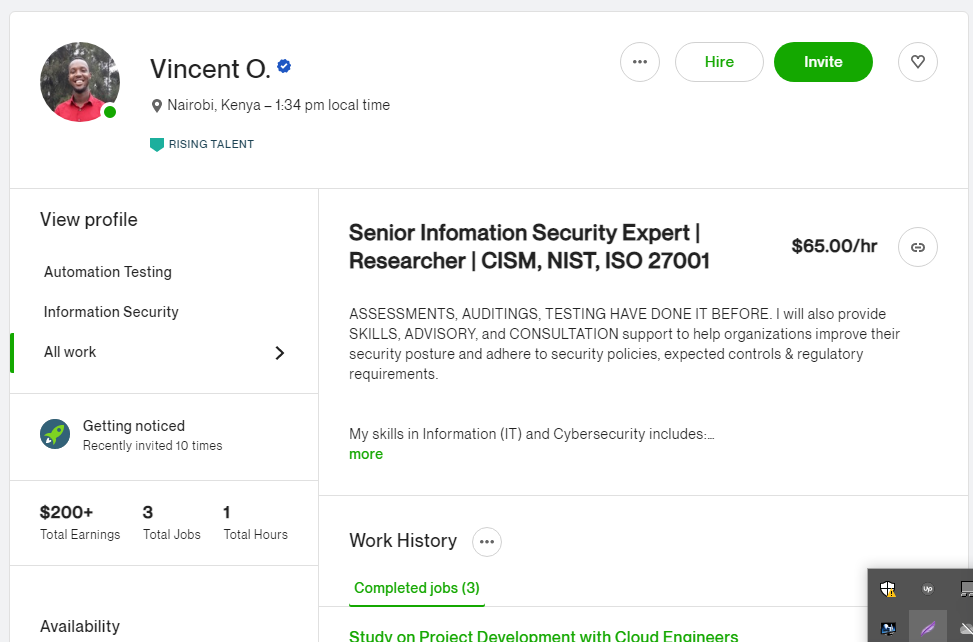 Vincent O.
Nairobi, Kenya – 1:34 pm local time
RISING TALENT
Hire
Invite
View profile
Automation Testing
Information Security
All work
Getting noticed
Recently invited 10 times
$200+
Total Earnings
3
Total Jobs
1
Total Hours
Availability
Senior Infomation Security Expert |
Researcher | CISM, NIST, ISO 27001
$65.00/hr
ASSESSMENTS, AUDITINGS, TESTING HAVE DONE IT BEFORE. I will also provide
SKILLS, ADVISORY, and CONSULTATION support to help organizations improve their
security posture and adhere to security policies, expected controls & regulatory
requirements.
My skills in Information (IT) and Cybersecurity includes:...
more
Work History
Completed jobs (3)
Study on Project Development with Cloud Engineers
up